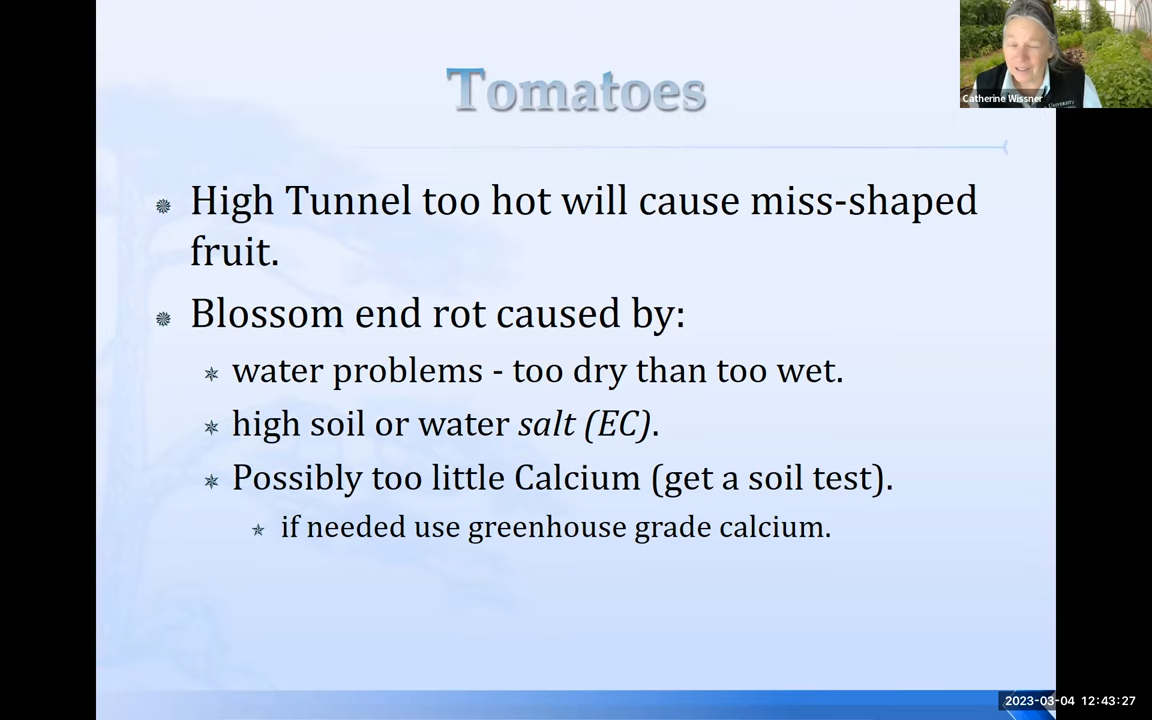 Tomatoes
Catherine Wissner
High Tunnel too hot will cause miss-shaped
fruit.
Blossom end rot caused by:
water problems - too dry than too wet.
high soil or water salt (EC).
Possibly too little Calcium (get a soil test).
if needed use greenhouse grade calcium.
2023-03-04 12:43:27